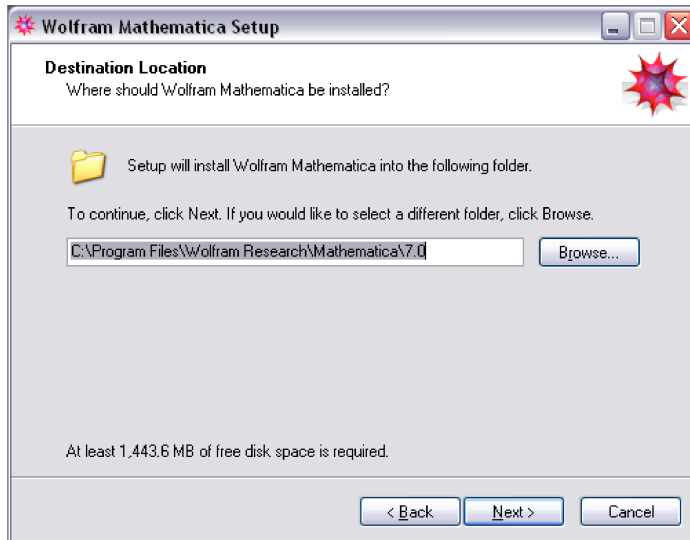 Wolfram Mathematica Setup
Destination Location
Where should Wolfram Mathematica be installed?
Setup will install Wolfram Mathematica into the following folder.
To continue, click Next. If you would like to select a different folder, click Browse.
C:\Program Files\Wolfram Research\Mathematica\7.0
Browse...
At least 1,443.6 MB of free disk space is required.
< Back
Next >
Cancel